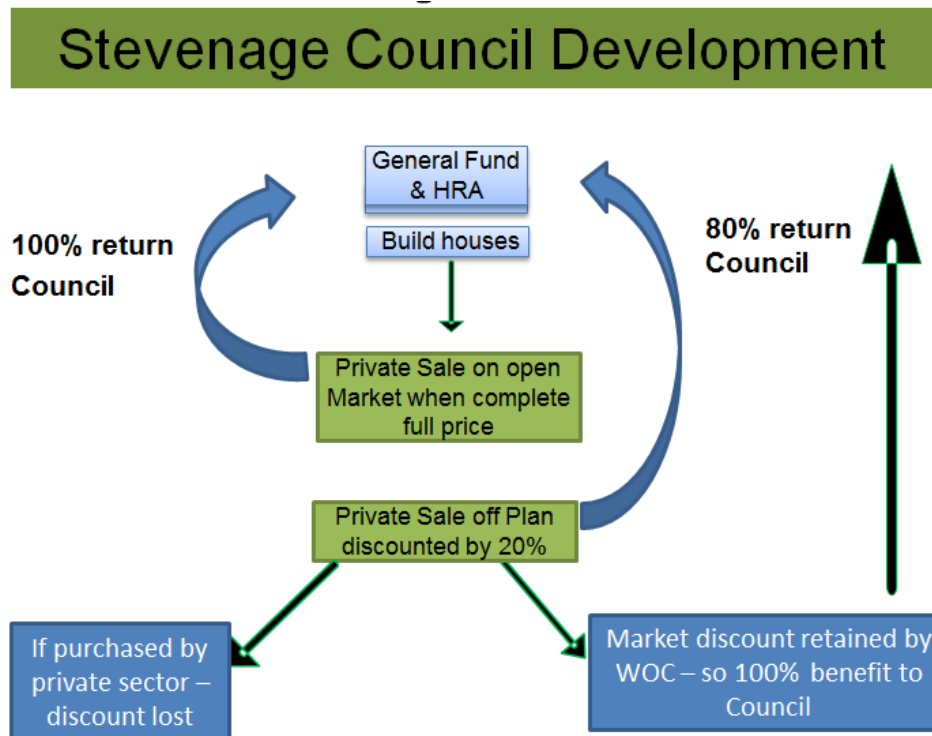 Stevenage Council Development
General Fund
& HRA
Build houses
100% return
Council
80% return
Council
Private Sale on open
Market when complete
full price
Private Sale off Plan
discounted by 20%
If purchased by
private sector –
discount lost
Market discount retained by
WOC – so 100% benefit to
Council